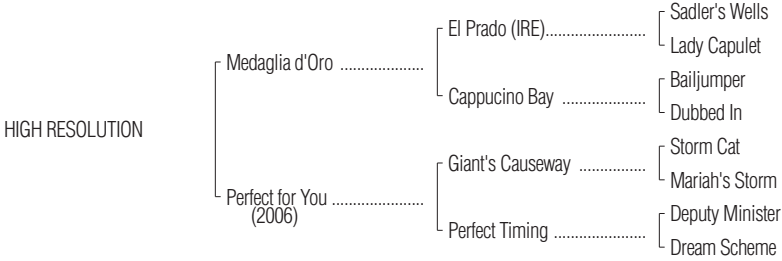 HIGH RESOLUTION
Medaglia d'Oro ....................
Perfect for You ......................
(2006)
El Prado (IRE)........................
Cappucino Bay ....................
Giant's Causeway ................
Perfect Timing ......................
Sadler's Wells
Lady Capulet
Bailjumper
Dubbed In
Storm Cat
Mariah's Storm
Deputy Minister
Dream Scheme